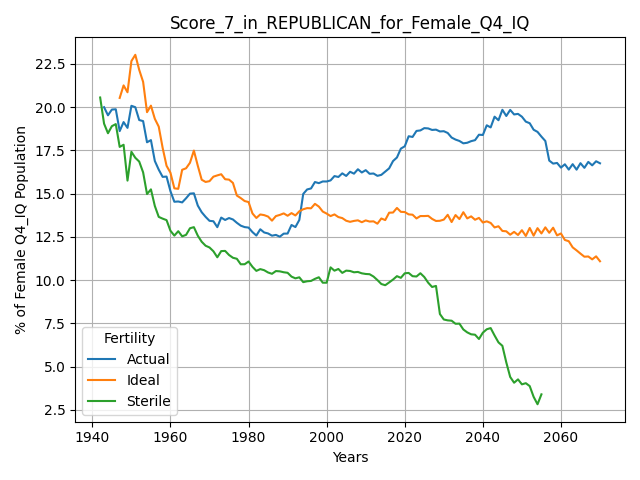 Score_7_in_REPUBLICAN_for_Female_Q4_IQ
% of Female Q4_IQ Population
22.5
20.0
17.5
15.0
12.5
10.0
7.5
5.0
2.5
Fertility
Actual
Ideal
Sterile
1940
1960
1980
2000
2020
2040
2060
Years